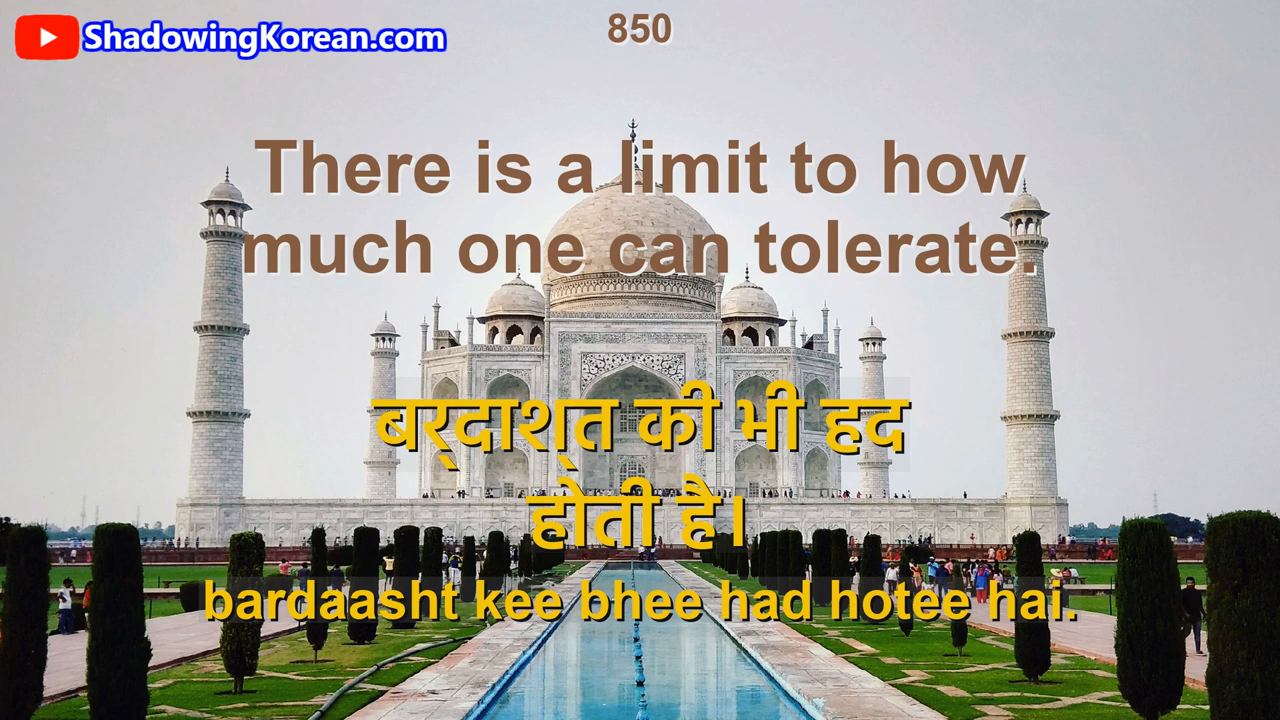 ShadowingKorean.com
850
There is a limit to how
much one can tolerate.
बर्‌दाश्‌त की भी हद
होती है।
bardaasht kee bhee had hotee hai.